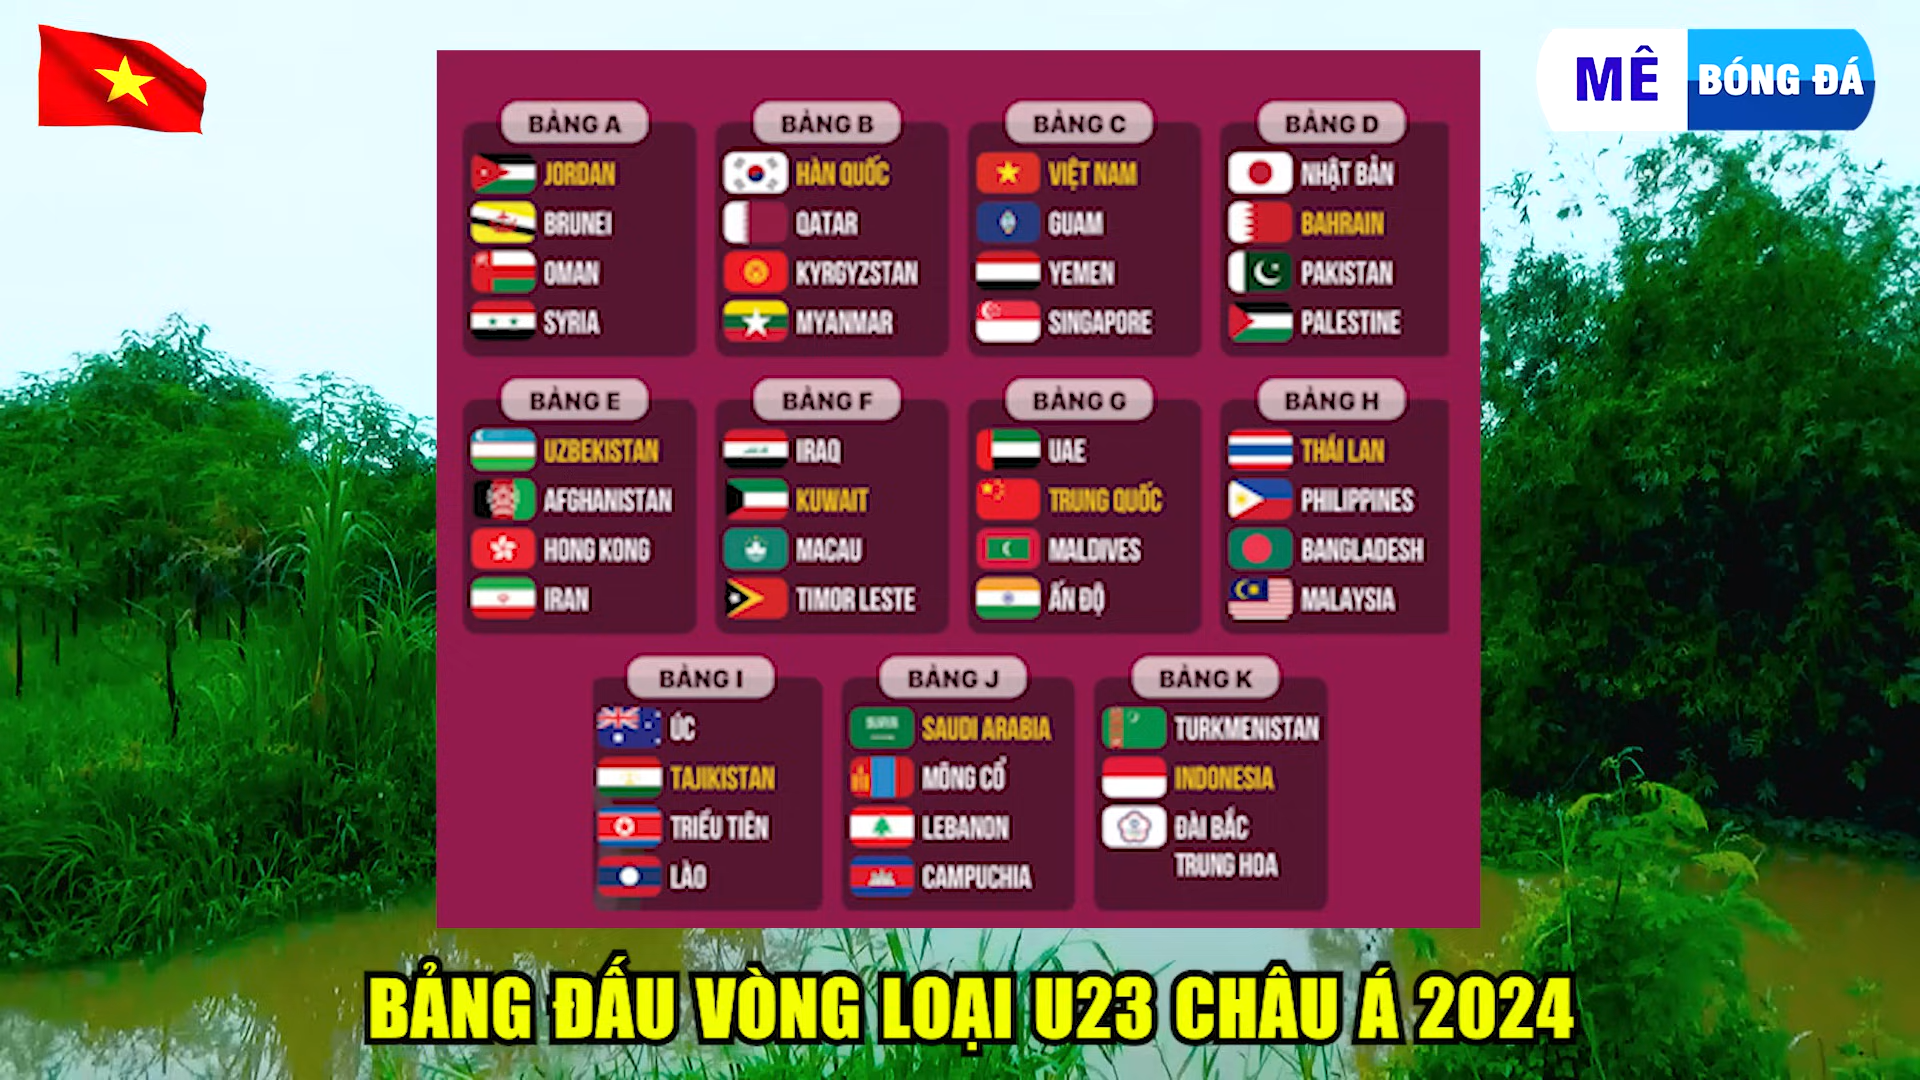 MÊ BÓNG ĐÁ
BẢNG A
JORDAN
BRUNEI
OMAN
SYRIA
BẢNG B
HÀN QUỐC
QATAR
KYRGYZSTAN
MYANMAR
BẢNG C
VIỆT NAM
GUAM
YEMEN
SINGAPORE
BẢNG D
NHẬT BẢN
BAHRAIN
PAKISTAN
PALESTINE
BẢNG E
UZBEKISTAN
AFGHANISTAN
HONG KONG
IRAN
BẢNG F
IRAQ
KUWAIT
MACAU
TIMOR LESTE
BẢNG G
UAE
TRUNG QUỐC
MALDIVES
ẤN ĐỘ
BẢNG H
THÁI LAN
PHILIPPINES
BANGLADESH
MALAYSIA
BẢNG I
ÚC
TAJIKISTAN
TRIỀU TIÊN
LÀO
BẢNG J
SAUDI ARABIA
MÔNG CỔ
LEBANON
CAMPUCHIA
BẢNG K
TURKMENISTAN
INDONESIA
ĐÀI BẮC
TRUNG HOA
BẢNG ĐẤU VÒNG LOẠI U23 CHÂU Á 2024